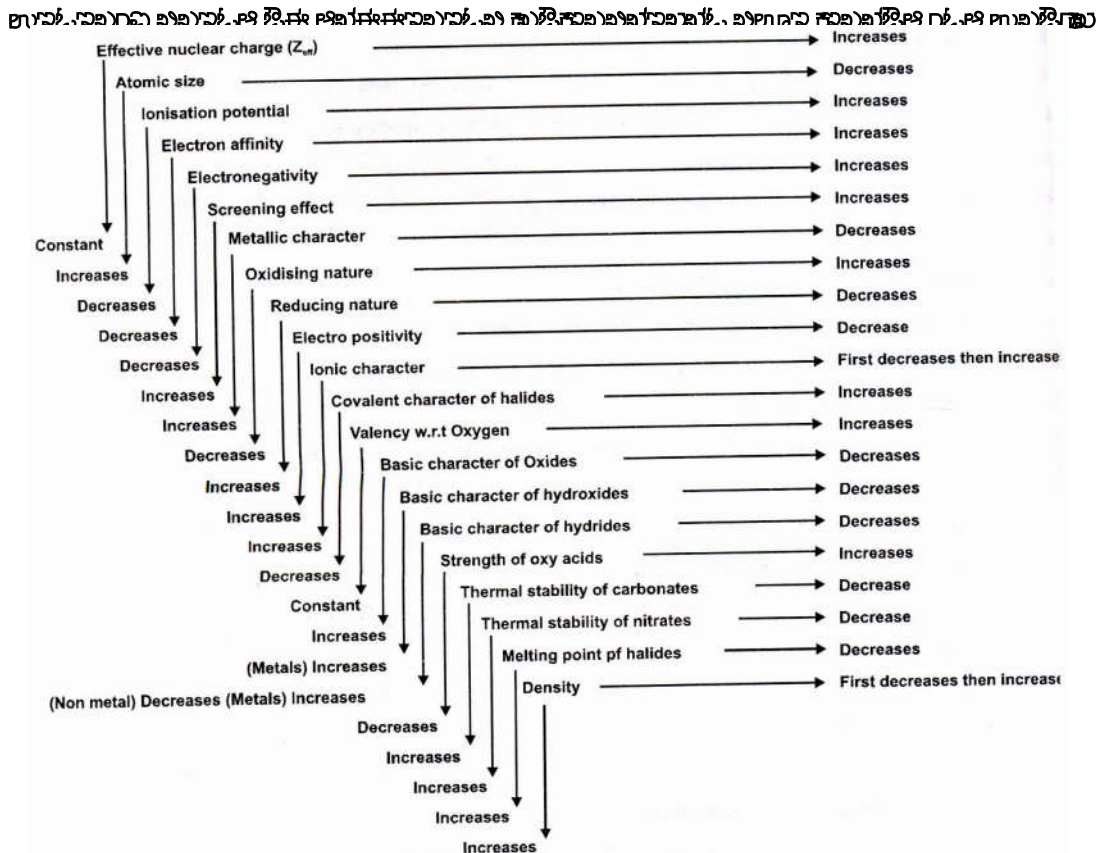 Effective nuclear charge (Zeff) Increases
Atomic size Decreases
Ionisation potential Increases
Electron affinity Increases
Electronegativity Increases
Screening effect Increases
Metallic character Decreases
Constant
Oxidising nature Increases
Increases
Reducing nature Decreases
Decreases
Electro positivity Decrease
Decreases
Ionic character First decreases then increase
Decreases
Covalent character of halides Increases
Increases
Valency w.r.t Oxygen Increases
Increases
Basic character of Oxides Decreases
Decreases
Basic character of hydroxides Decreases
Increases
Basic character of hydrides Decreases
Increases
Strength of oxy acids Increases
Increases
Decreases
Thermal stability of carbonates Decrease
Constant
Thermal stability of nitrates Decrease
Increases
Melting point pf halides Decreases
(Metals) Increases
Density First decreases then increase
(Non metal) Decreases (Metals) Increases
Decreases
Increases
Increases
Increases
Increases